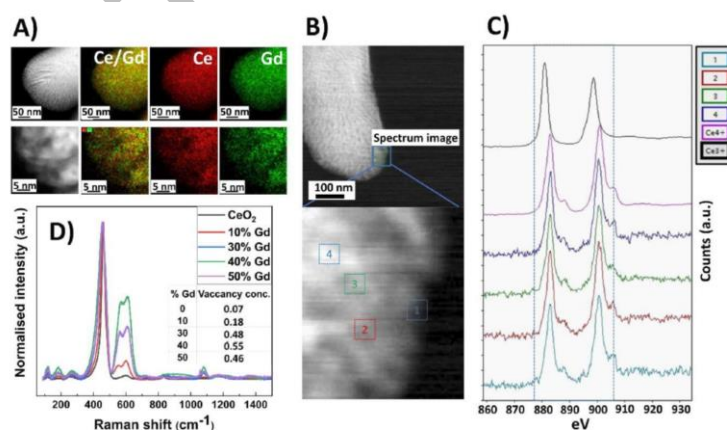 A)
Ce/Gd
Ce
Gd
50 nm
50 nm
50 nm
50 nm
5 nm
5 nm
5 nm
5 nm
B)
Spectrum image
100 nm
4
3
1
2
C)
1
2
3
4
Ce4+
Ce3+
Counts (a.u.)
860 870 880 890 900 910 920 930
eV
D)
CeO2
10% Gd
30% Gd
40% Gd
50% Gd
% Gd Vaccancy conc.
0 0.07
10 0.18
30 0.48
40 0.55
50 0.46
Normalised intensity (a.u.)
200 400 600 800 1000 1200 1400
Raman shift (cm-1)